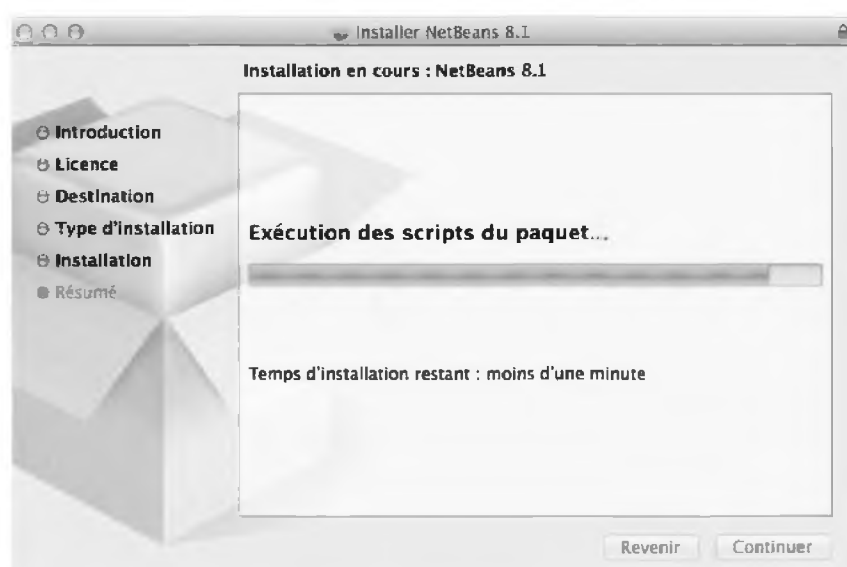 Installer NetBeans 8.1
Installation en cours : NetBeans 8.1
Introduction
Licence
Destination
Type d'installation
Installation
Résumé
Exécution des scripts du paquet...
Temps d'installation restant : moins d'une minute
Revenir
Continuer